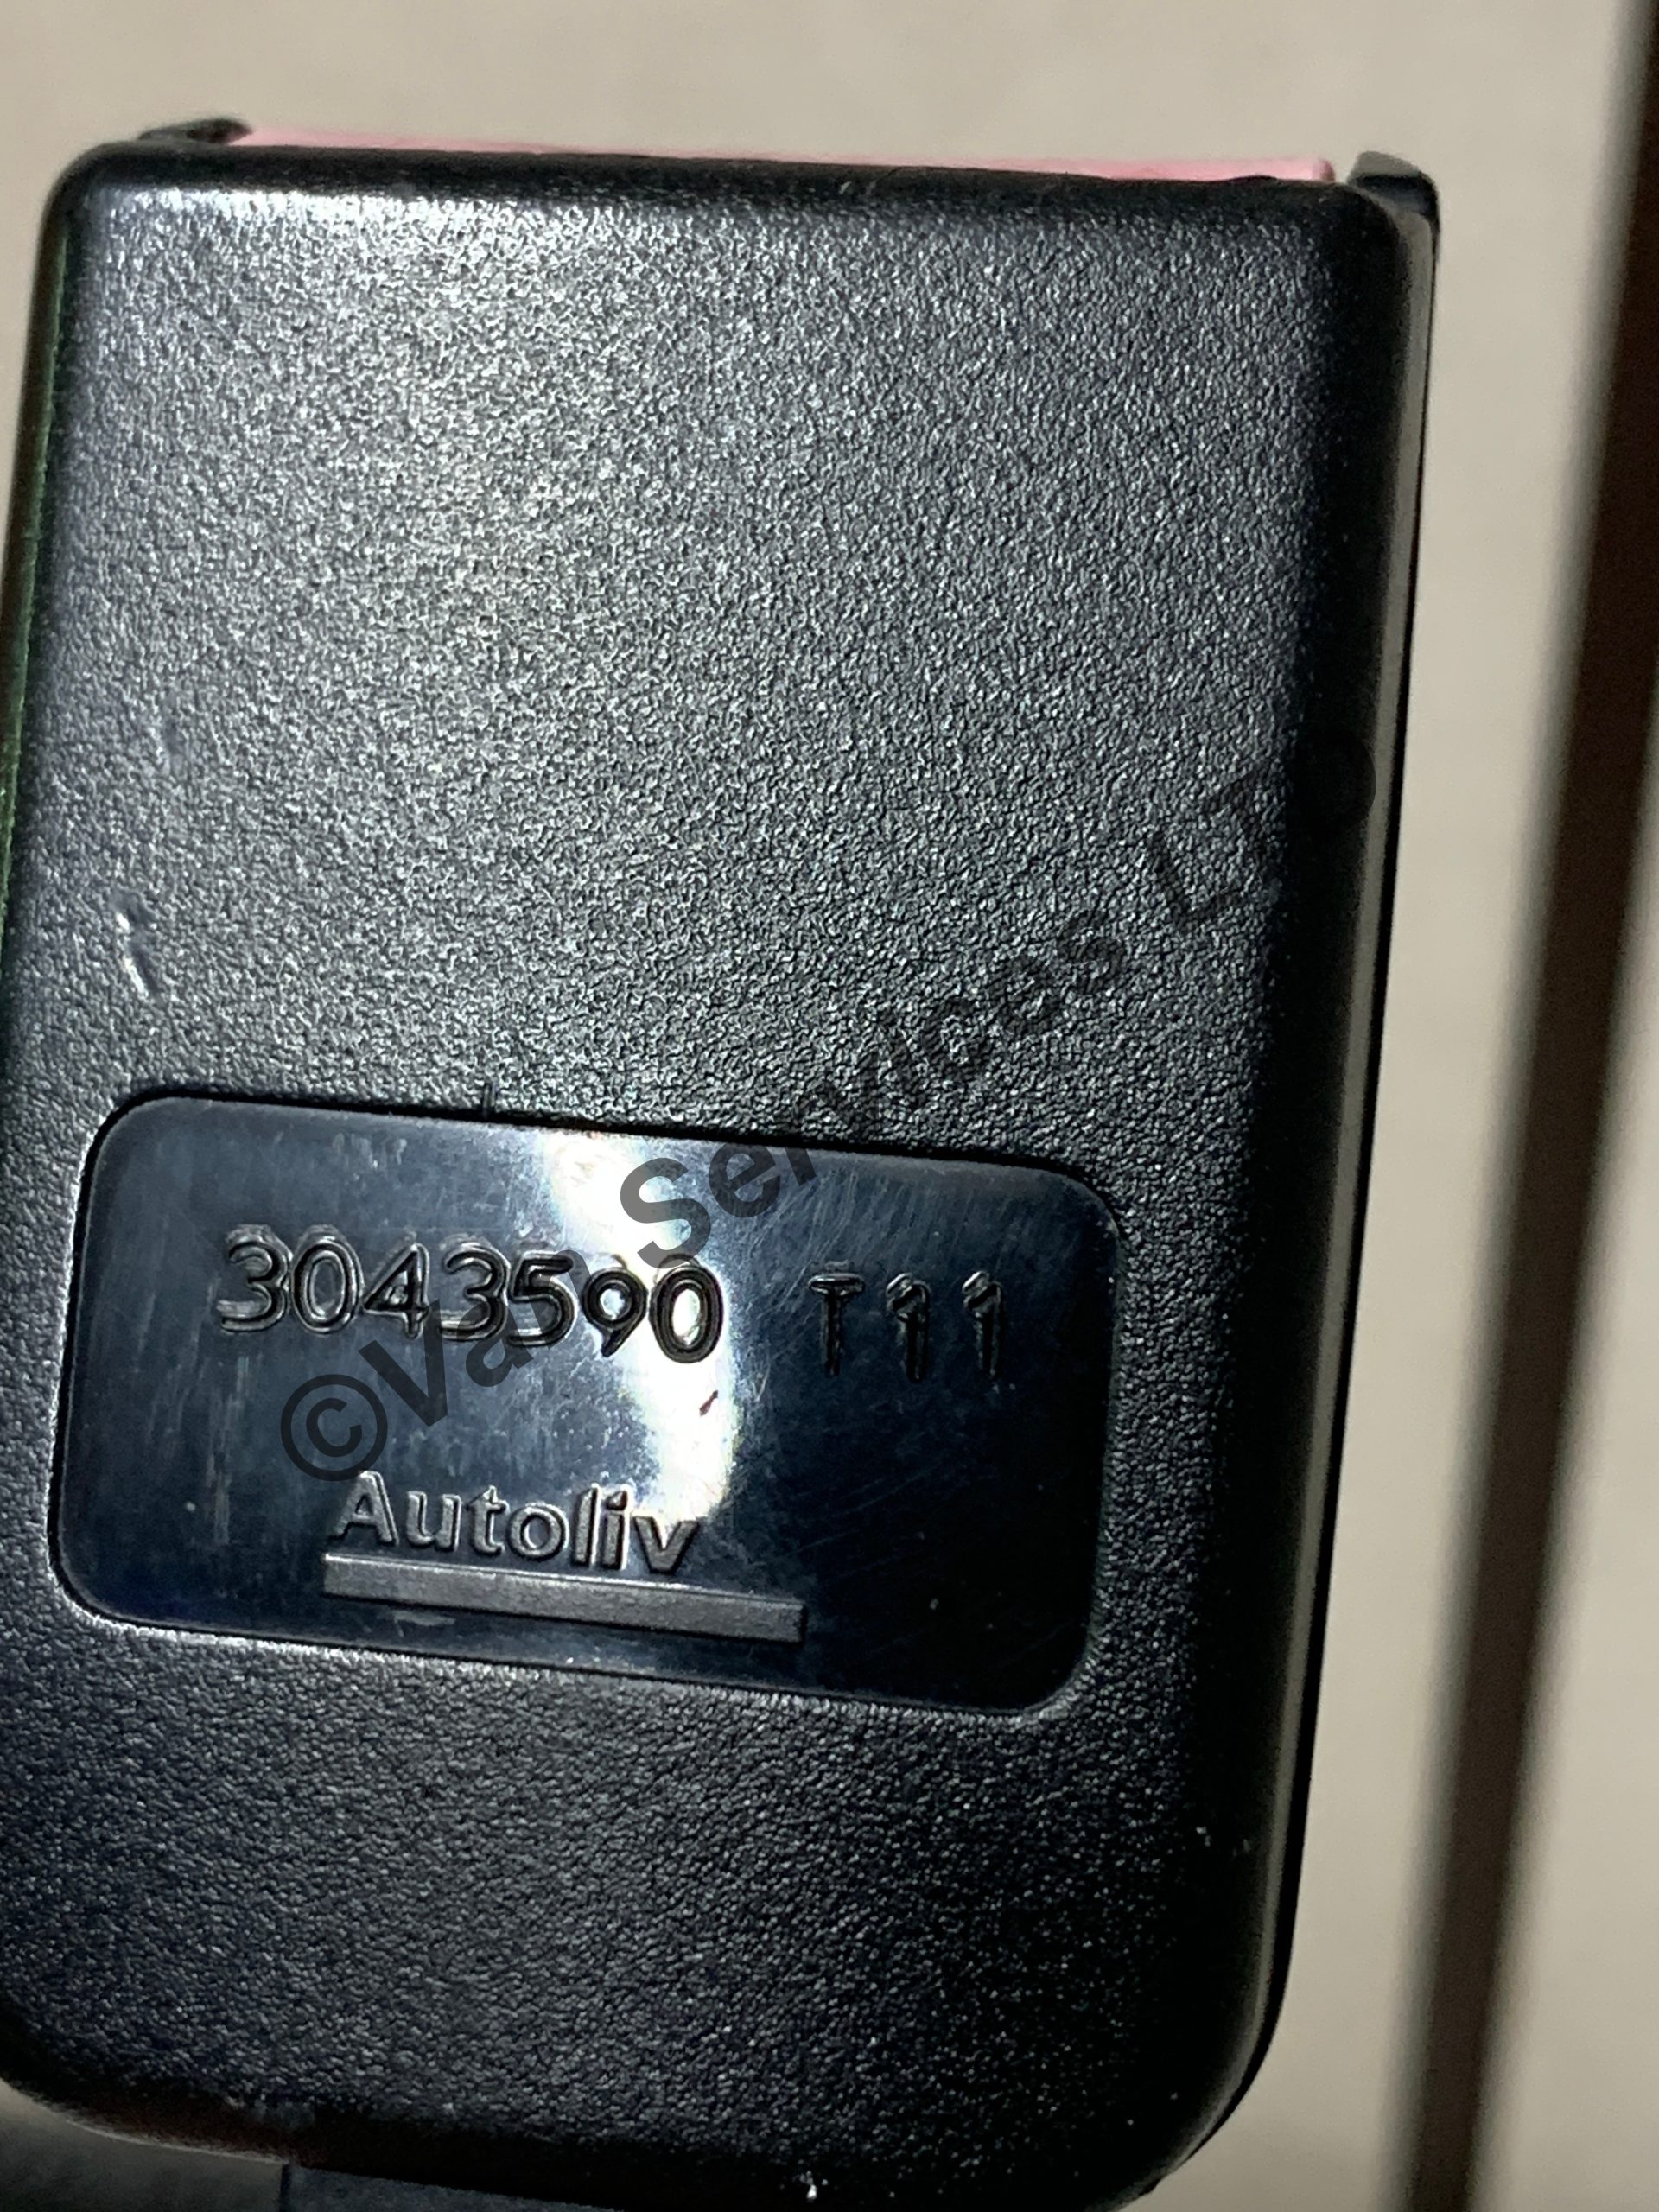 3043590 T11
Autoliv
©Van Services LTD